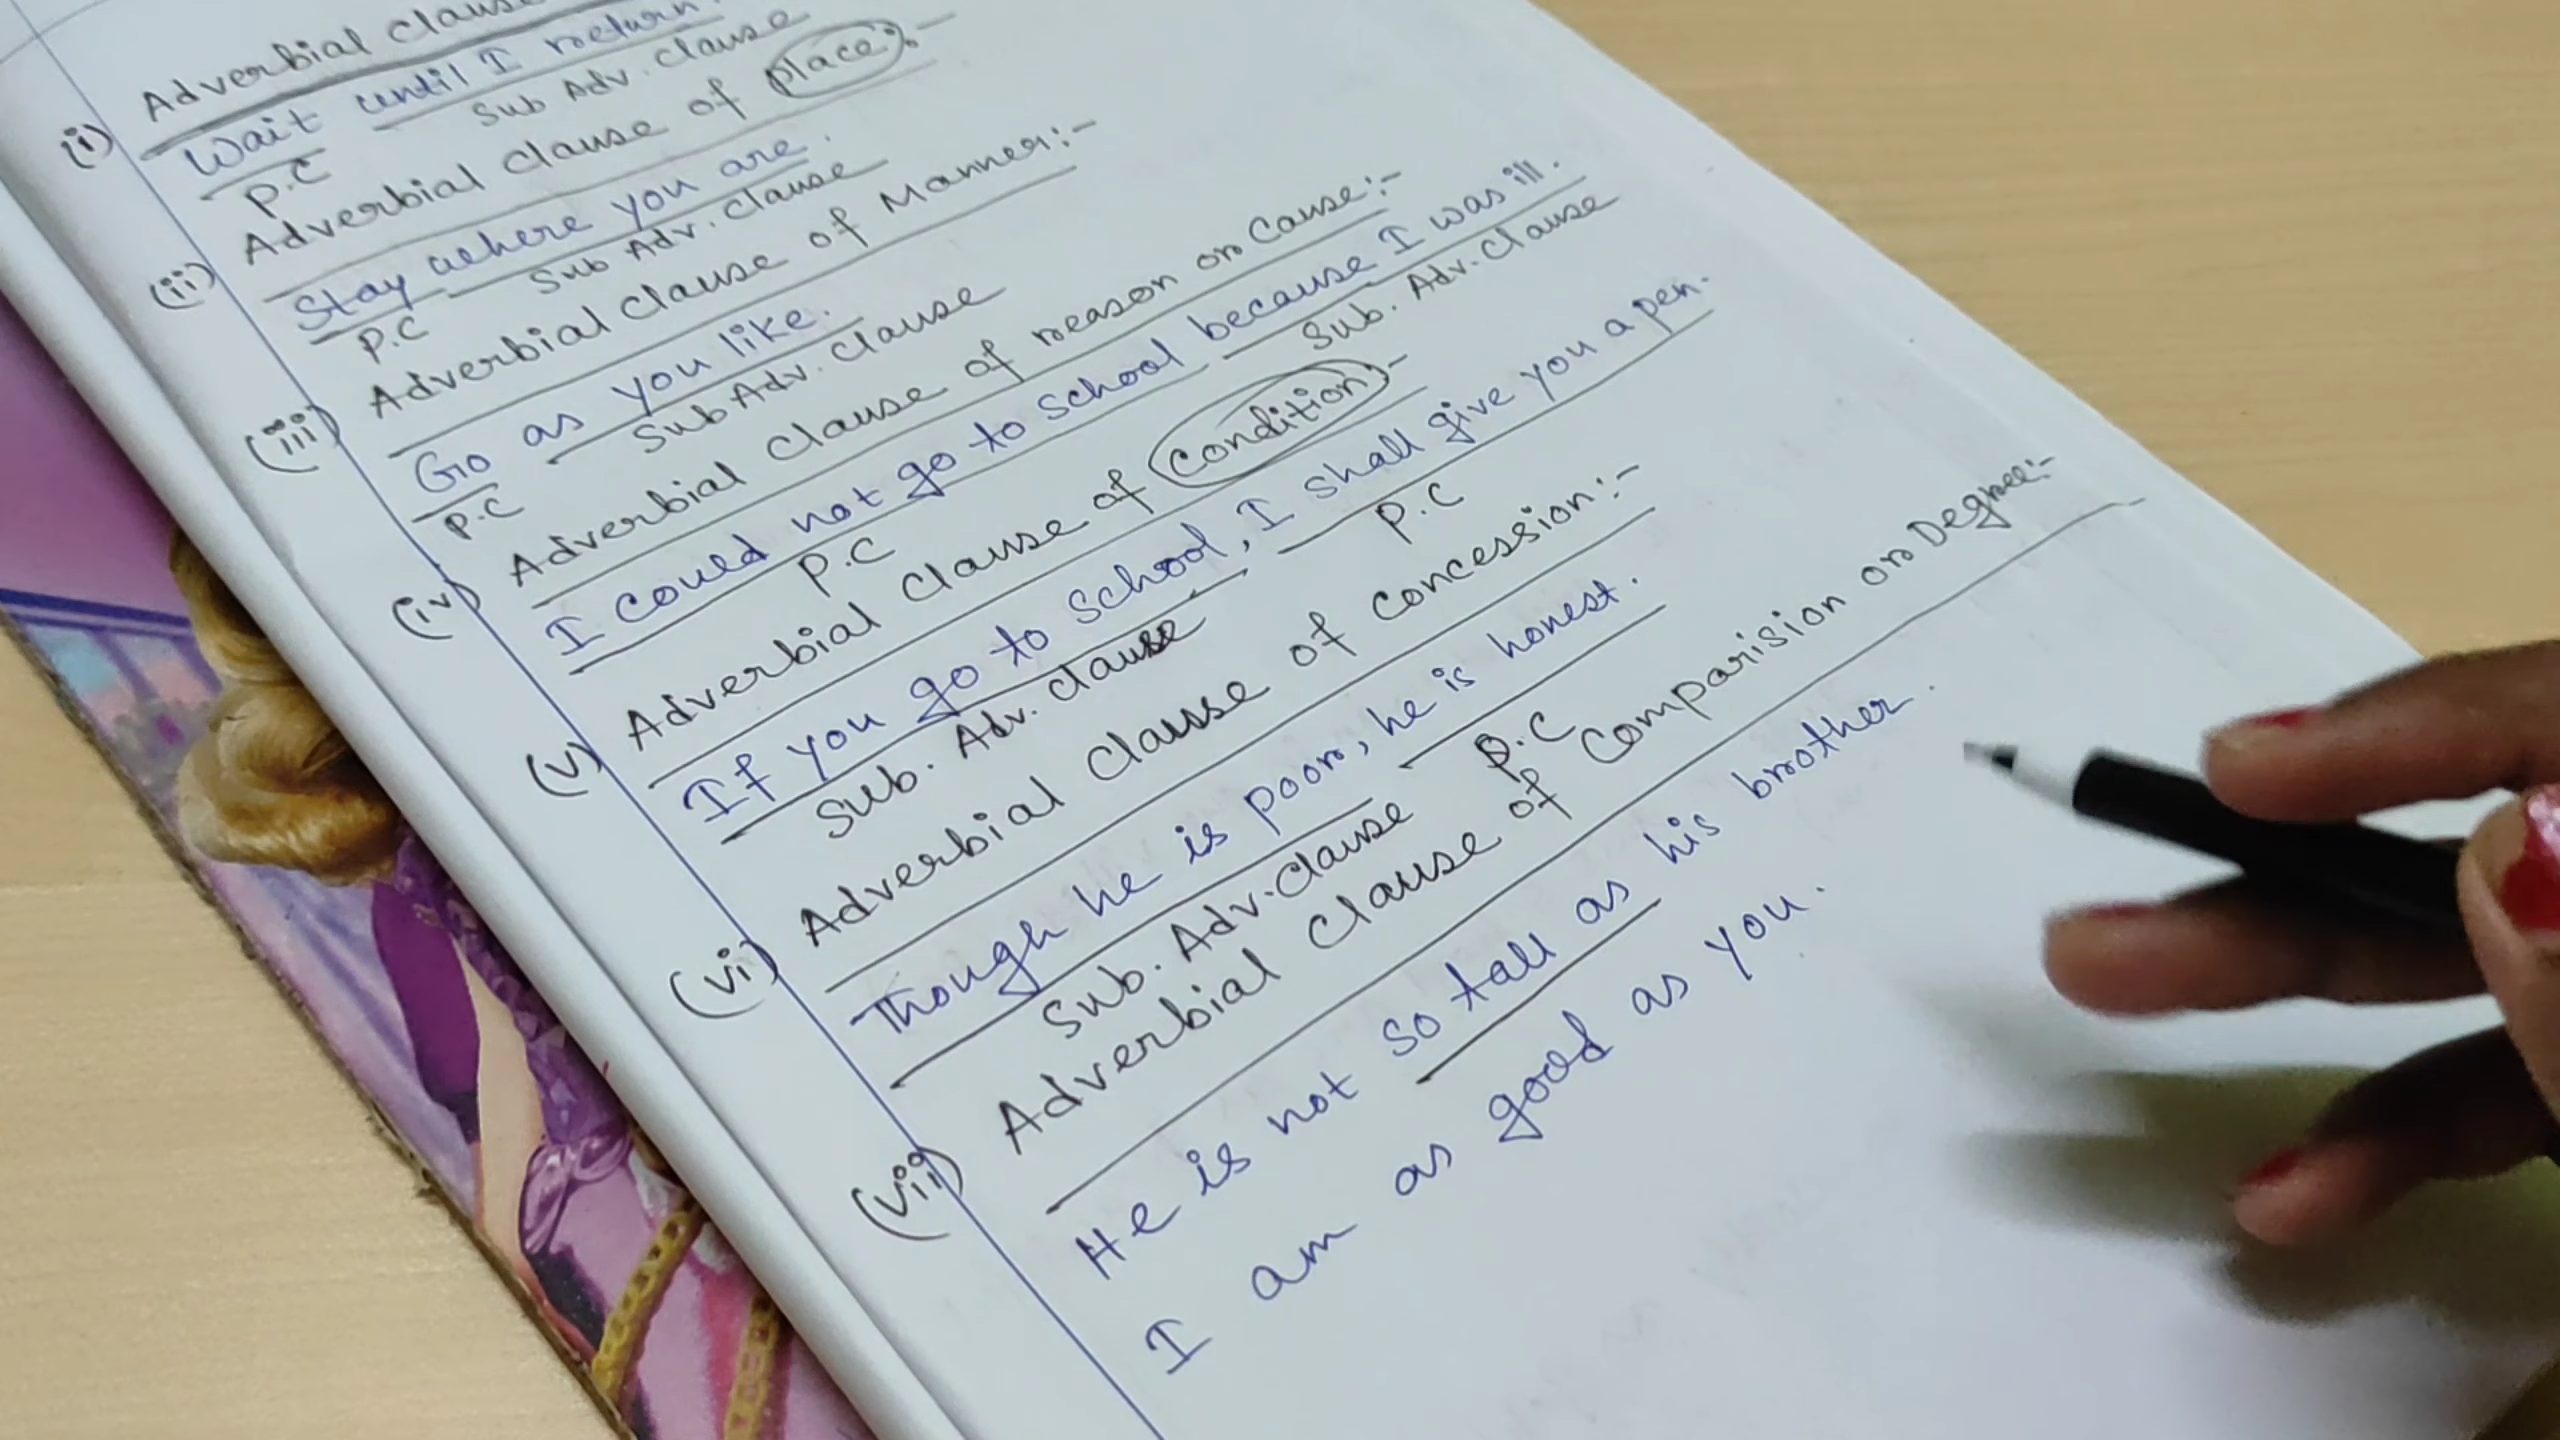 (i) Adverbial Clause
Wait until I return.
P.C Sub Adv. Clause
(ii) Adverbial Clause of place:-
Stay where you are.
P.C Sub Adv. Clause
(iii) Adverbial Clause of Manner:-
Go as you like.
P.C Sub Adv. Clause
(iv) Adverbial Clause of reason or Cause:-
I could not go to school because I was ill.
P.C Sub. Adv. Clause
(v) Adverbial Clause of Condition:-
If you go to school, I shall give you a pen.
Sub. Adv. Clause P.C
(vi) Adverbial Clause of Concession:-
Though he is poor, he is honest.
Sub. Adv. Clause P.C
(vii) Adverbial Clause of Comparision or Degree:-
He is not so tall as his brother.
I am as good as you.